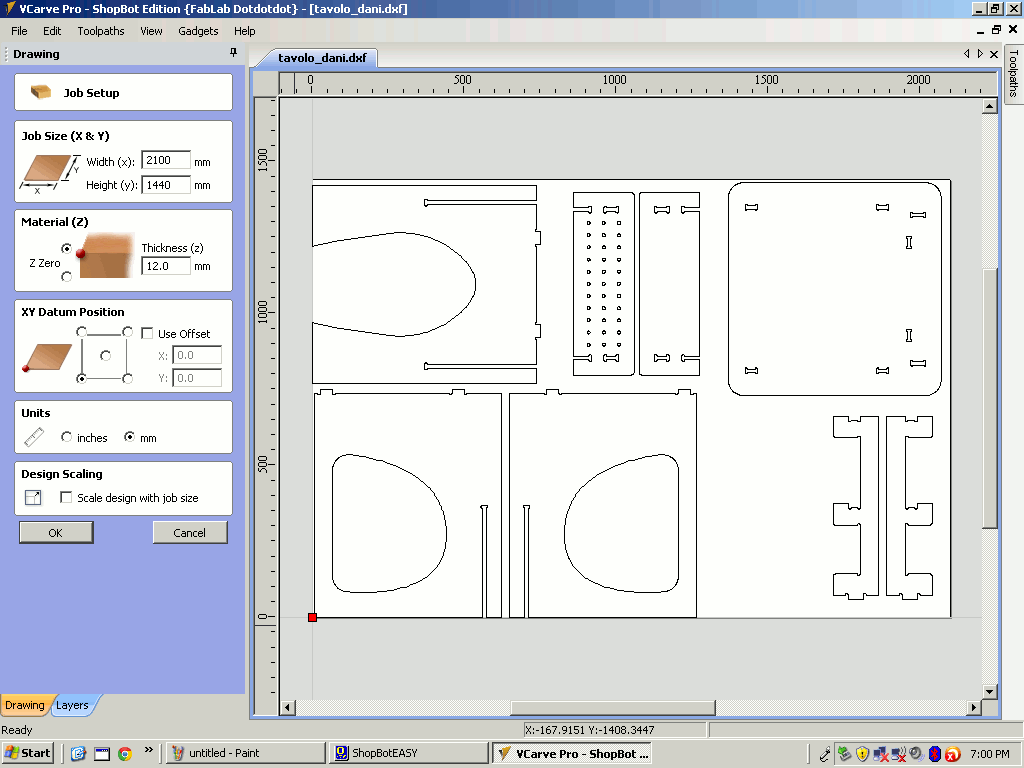 VCarve Pro - ShopBot Edition {FabLab Dotdotdot} - [tavolo_dani.dxf]
File Edit Toolpaths View Gadgets Help
Drawing
tavolo_dani.dxf
Toolpaths
0 500 1000 1500 2000
1500
1000
500
0
Job Setup
Job Size (X & Y)
Y
X
Width (x): 2100 mm
Height (y): 1440 mm
Material (Z)
Z Zero
Thickness (z)
12.0 mm
XY Datum Position
Use Offset
X: 0.0
Y: 0.0
Units
inches mm
Design Scaling
Scale design with job size
OK Cancel
Drawing Layers
Ready X:-167.9151 Y:-1408.3447
Start » untitled - Paint ShopBotEASY VCarve Pro - ShopBot ... 7:00 PM